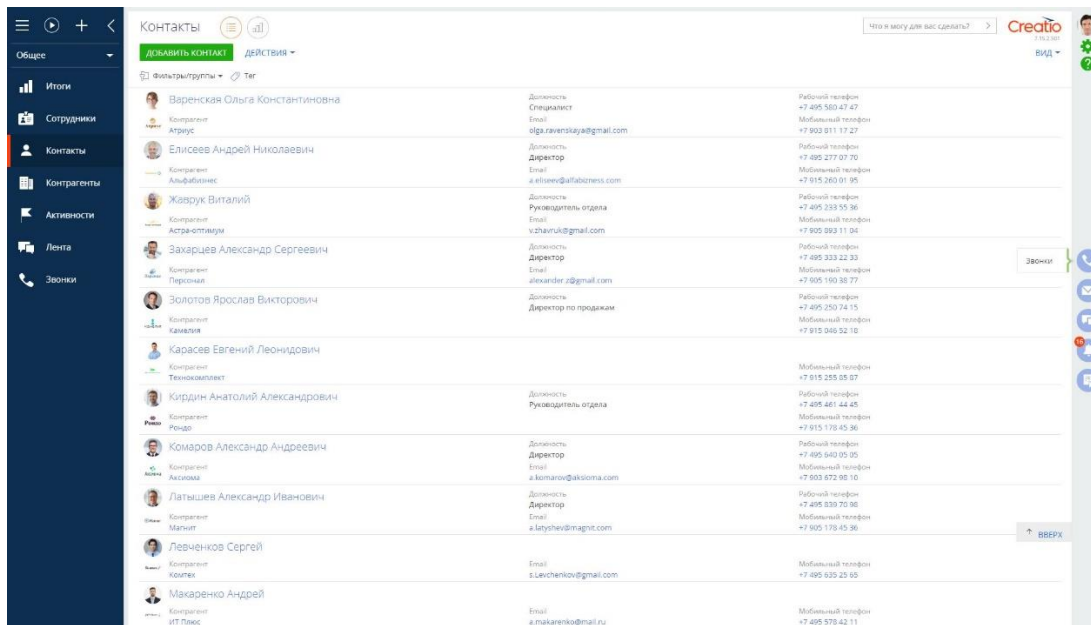 Контакты
Что я могу для вас сделать? >
Creatio
Общее
ДОБАВИТЬ КОНТАКТ ДЕЙСТВИЯ
ВИД
Фильтры/группы Тег
Итоги
Сотрудники
Контакты
Контрагенты
Активности
Лента
Звонки
Варенская Ольга Константиновна
Должность
Специалист
Рабочий телефон
+7 495 580 47 47
Контрагент
Атриус
Email
olga.ravenskaya@gmail.com
Мобильный телефон
+7 903 811 17 27
Елисеев Андрей Николаевич
Должность
Директор
Рабочий телефон
+7 495 277 07 70
Контрагент
Альфабизнес
Email
a.eliseev@alfabizness.com
Мобильный телефон
+7 915 260 01 95
Жаврук Виталий
Должность
Руководитель отдела
Рабочий телефон
+7 495 233 55 36
Контрагент
Астра-оптимум
Email
v.zhavruk@gmail.com
Мобильный телефон
+7 905 893 11 04
Захарцев Александр Сергеевич
Должность
Директор
Рабочий телефон
+7 495 333 22 33
Контрагент
Персонал
Email
alexander.z@gmail.com
Мобильный телефон
+7 905 190 38 77
Звонки
Золотов Ярослав Викторович
Должность
Директор по продажам
Рабочий телефон
+7 495 250 74 15
Контрагент
Камелия
Мобильный телефон
+7 915 046 52 18
Карасев Евгений Леонидович
Контрагент
Технокомплект
Мобильный телефон
+7 915 255 85 87
Кирдин Анатолий Александрович
Должность
Руководитель отдела
Рабочий телефон
+7 495 461 44 45
Контрагент
Рондо
Мобильный телефон
+7 915 178 45 36
Комаров Александр Андреевич
Должность
Директор
Рабочий телефон
+7 495 640 05 05
Контрагент
Аксиома
Email
a.komarov@aksioma.com
Мобильный телефон
+7 903 672 98 10
Латышев Александр Иванович
Должность
Директор
Рабочий телефон
+7 495 839 70 98
Контрагент
Магнит
Email
a.latyshev@magnit.com
Мобильный телефон
+7 905 178 45 36
ВВЕРХ
Левченков Сергей
Контрагент
Комтех
Email
s.Levchenkov@gmail.com
Мобильный телефон
+7 495 635 25 65
Макаренко Андрей
Контрагент
ИТ Плюс
Email
a.makarenko@mail.ru
Мобильный телефон
+7 495 578 42 11